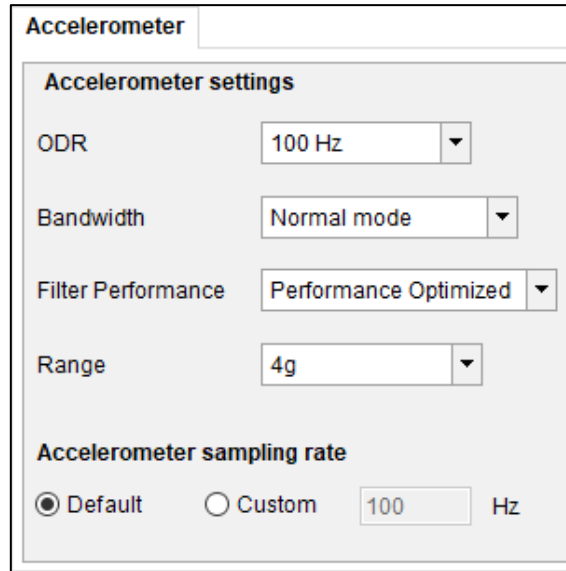 Accelerometer
Accelerometer settings
ODR 100 Hz
Bandwidth Normal mode
Filter Performance Performance Optimized
Range 4g
Accelerometer sampling rate
Default Custom 100 Hz